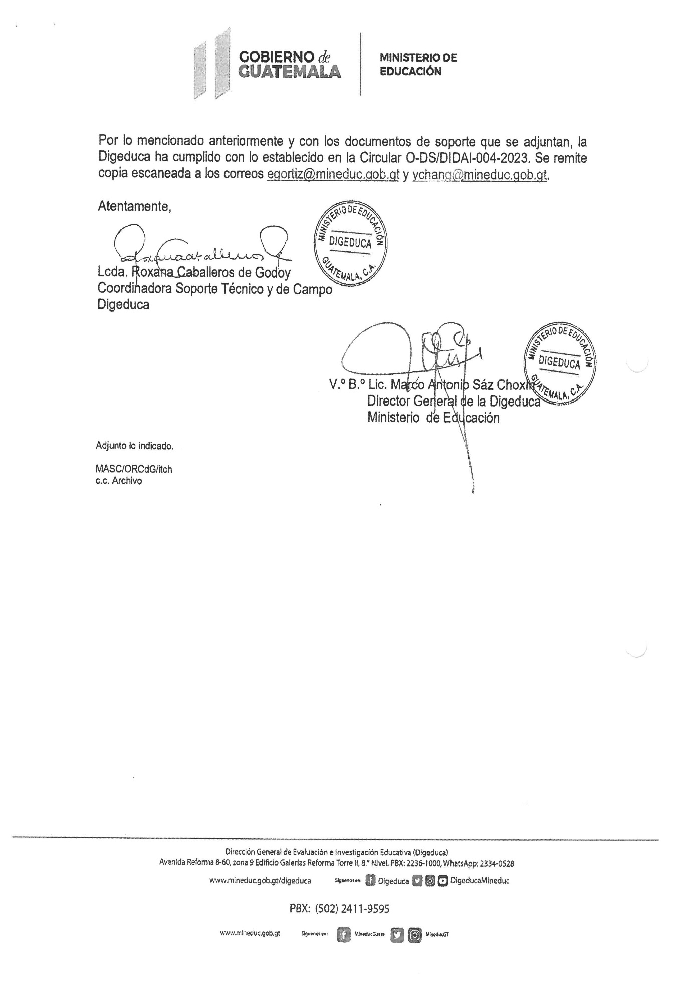 GOBIERNO de
GUATEMALA
MINISTERIO DE
EDUCACIÓN
Por lo mencionado anteriormente y con los documentos de soporte que se adjuntan, la
Digeduca ha cumplido con lo establecido en la Circular O-DS/DIDAI-004-2023. Se remite
copia escaneada a los correos egortiz@mineduc.gob.gt y ychang@mineduc.gob.gt.
Atentamente,
MINISTERIO DE EDUCACIÓN
DIGEDUCA
GUATEMALA, C.A.
Lcda. Roxana Caballeros de Godoy
Coordinadora Soporte Técnico y de Campo
Digeduca
MINISTERIO DE EDUCACIÓN
DIGEDUCA
GUATEMALA, C.A.
V.º B.º Lic. Marco Antonio Sáz Choxín
Director General de la Digeduca
Ministerio de Educación
Adjunto lo indicado.
MASC/ORCdG/itch
c.c. Archivo
Dirección General de Evaluación e Investigación Educativa (Digeduca)
Avenida Reforma 8-60, zona 9 Edificio Galerías Reforma Torre II, 8.º Nivel. PBX: 2236-1000, WhatsApp: 2334-0528
www.mineduc.gob.gt/digeduca Síguenos en: Digeduca DigeducaMineduc
PBX: (502) 2411-9595
www.mineduc.gob.gt Síguenos en: MineducGuate MineducGT